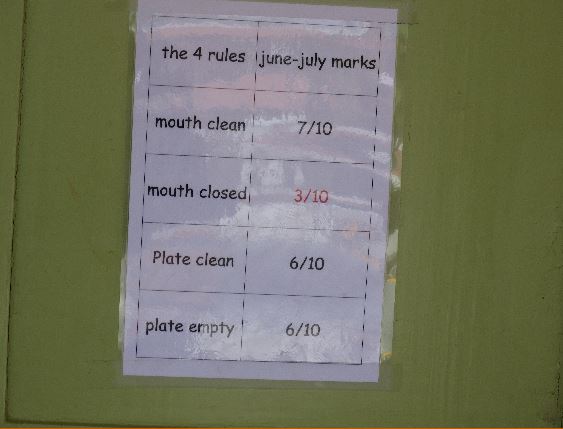 the 4 rules june-july marks
mouth clean 7/10
mouth closed 3/10
Plate clean 6/10
plate empty 6/10